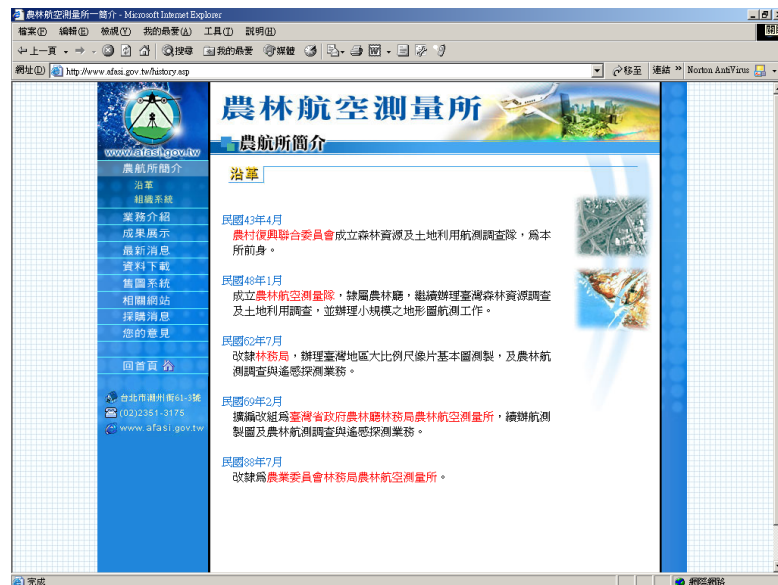 農林航空測量所－簡介 - Microsoft Internet Explorer
檔案(F) 編輯(E) 檢視(V) 我的最愛(A) 工具(T) 說明(H)
上一頁 搜尋 我的最愛 媒體
網址(D) http://www.afasi.gov.tw/history.asp 移至 連結 » Norton AntiVirus
農林航空測量所
www.afasi.gov.tw
農航所簡介
農航所簡介
沿革
組織系統
業務介紹
成果展示
最新消息
資料下載
售圖系統
相關網站
採購消息
您的意見
回首頁
台北市潮州街61-3號
(02)2351-3175
www.afasi.gov.tw
沿革
民國43年4月
農村復興聯合委員會成立森林資源及土地利用航測調查隊，為本
所前身。
民國48年1月
成立農林航空測量隊，隸屬農林廳，繼續辦理臺灣森林資源調查
及土地利用調查，並辦理小規模之地形圖航測工作。
民國62年7月
改隸林務局，辦理臺灣地區大比例尺像片基本圖測製，及農林航
測調查與遙感探測業務。
民國69年2月
擴編改組為臺灣省政府農林廳林務局農林航空測量所，續辦航測
製圖及農林航測調查與遙感探測業務。
民國88年7月
改隸為農業委員會林務局農林航空測量所。
完成 網際網路